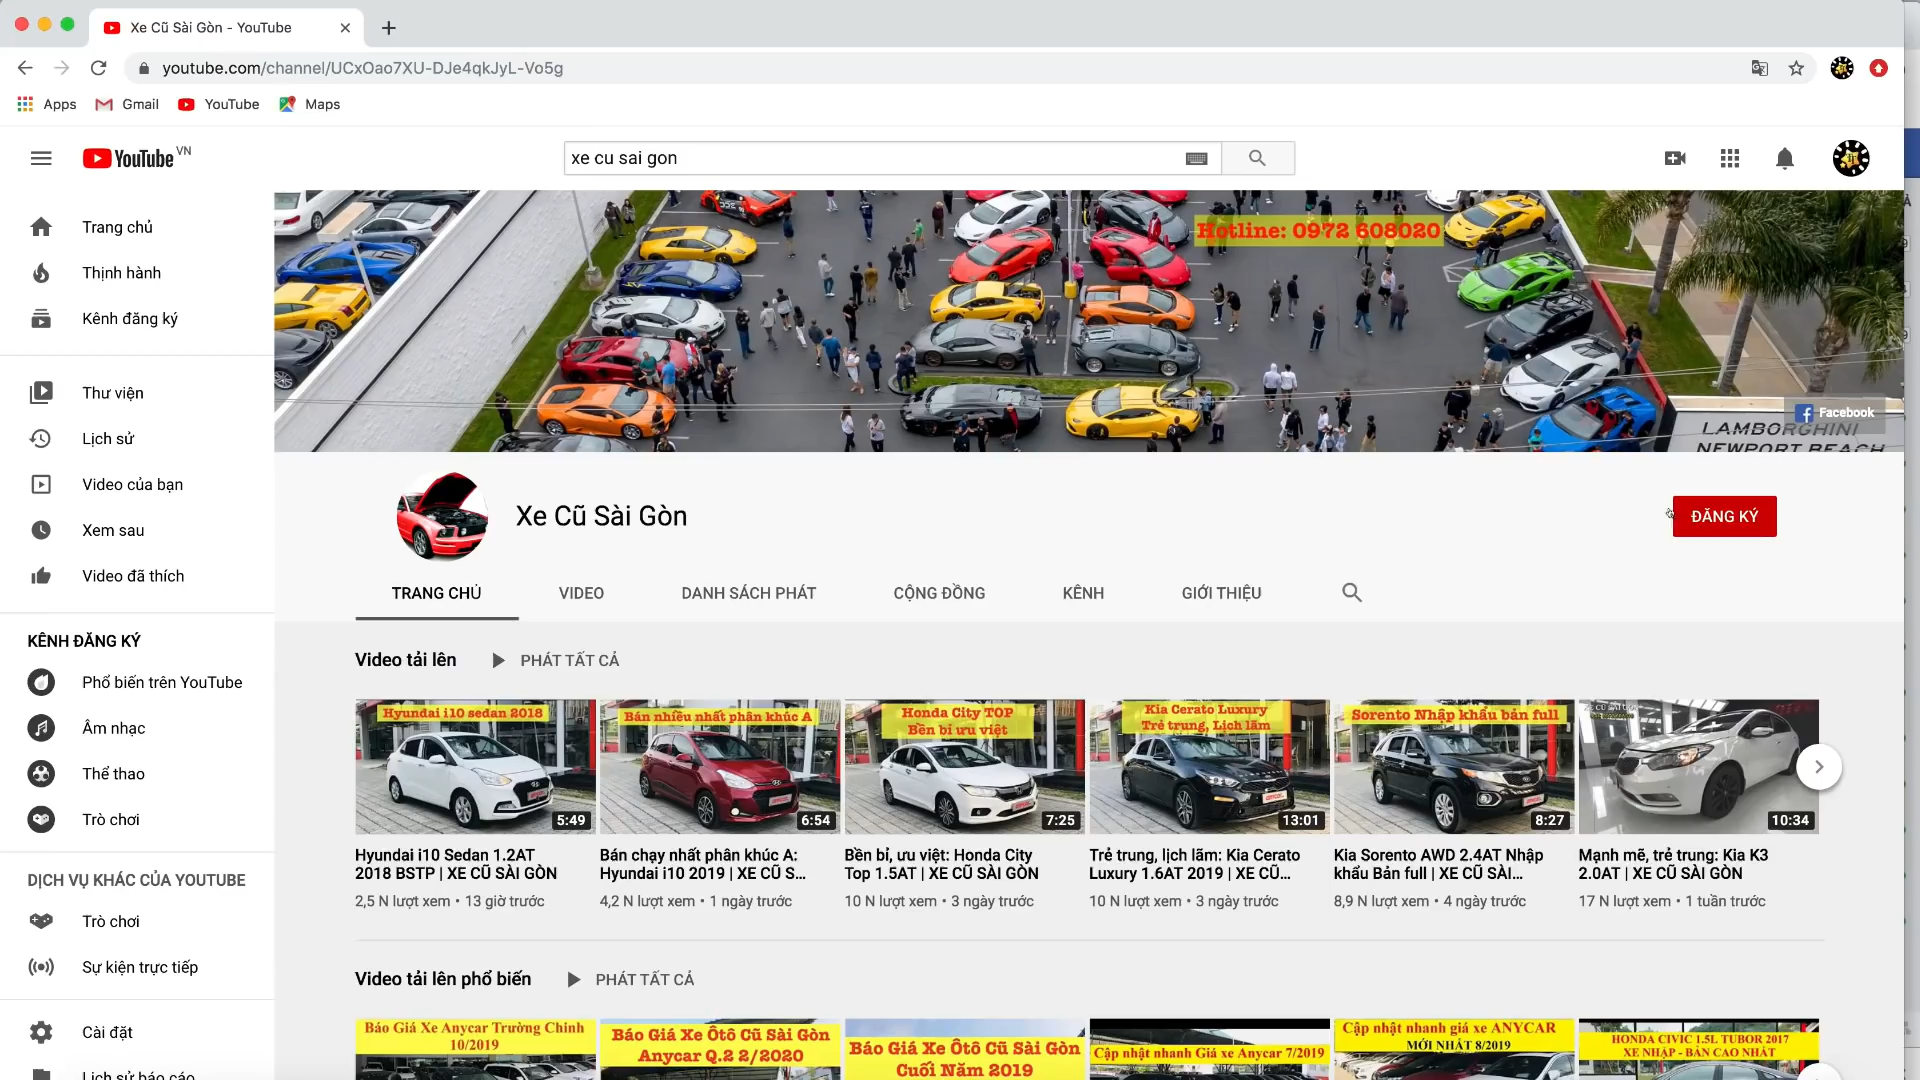 Xe Cũ Sài Gòn - YouTube
youtube.com/channel/UCxOao7XU-DJe4qkJyL-Vo5g
Apps Gmail YouTube Maps
YouTube VN
xe cu sai gon
Trang chủ
Thịnh hành
Kênh đăng ký
Thư viện
Lịch sử
Video của bạn
Xem sau
Video đã thích
KÊNH ĐĂNG KÝ
Phổ biến trên YouTube
Âm nhạc
Thể thao
Trò chơi
DỊCH VỤ KHÁC CỦA YOUTUBE
Trò chơi
Sự kiện trực tiếp
Cài đặt
Lịch sử báo cáo
Hotline: 0972 608020
Facebook
LAMBORGHINI
NEWPORT BEACH
Xe Cũ Sài Gòn
ĐĂNG KÝ
TRANG CHỦ VIDEO DANH SÁCH PHÁT CỘNG ĐỒNG KÊNH GIỚI THIỆU
Video tải lên PHÁT TẤT CẢ
Hyundai i10 sedan 2018
5:49
Hyundai i10 Sedan 1.2AT
2018 BSTP | XE CŨ SÀI GÒN
2,5 N lượt xem • 13 giờ trước
Bán nhiều nhất phân khúc A
6:54
Bán chạy nhất phân khúc A:
Hyundai i10 2019 | XE CŨ S...
4,2 N lượt xem • 1 ngày trước
Honda City TOP
Bền bỉ ưu việt
7:25
Bền bỉ, ưu việt: Honda City
Top 1.5AT | XE CŨ SÀI GÒN
10 N lượt xem • 3 ngày trước
Kia Cerato Luxury
Trẻ trung, Lịch lãm
13:01
Trẻ trung, lịch lãm: Kia Cerato
Luxury 1.6AT 2019 | XE CŨ...
10 N lượt xem • 3 ngày trước
Sorento Nhập khẩu bản full
8:27
Kia Sorento AWD 2.4AT Nhập
khẩu Bản full | XE CŨ SÀI...
8,9 N lượt xem • 4 ngày trước
10:34
Mạnh mẽ, trẻ trung: Kia K3
2.0AT | XE CŨ SÀI GÒN
17 N lượt xem • 1 tuần trước
Video tải lên phổ biến PHÁT TẤT CẢ
Báo Giá Xe Anycar Trường Chinh
10/2019
Báo Giá Xe Ôtô Cũ Sài Gòn
Anycar Q.2 2/2020
Báo Giá Xe Ôtô Cũ Sài Gòn
Cuối Năm 2019
Cập nhật nhanh Giá xe Anycar 7/2019
Cập nhật nhanh giá xe ANYCAR
MỚI NHẤT 8/2019
HONDA CIVIC 1.5L TUBOR 2017
XE NHẬP - BẢN CAO NHẤT